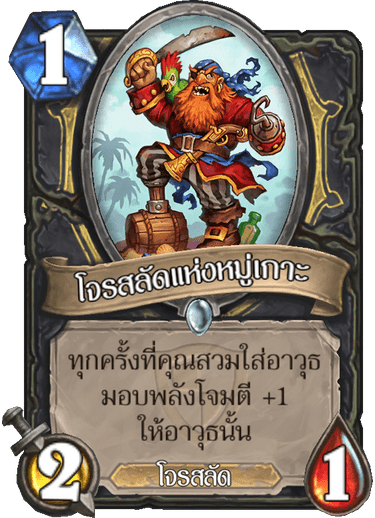 1
โจรสลัดแห่งหมู่เกาะ
ทุกครั้งที่คุณสวมใส่อาวุธ
มอบพลังโจมตี +1
ให้อาวุธนั้น
2
โจรสลัด
1